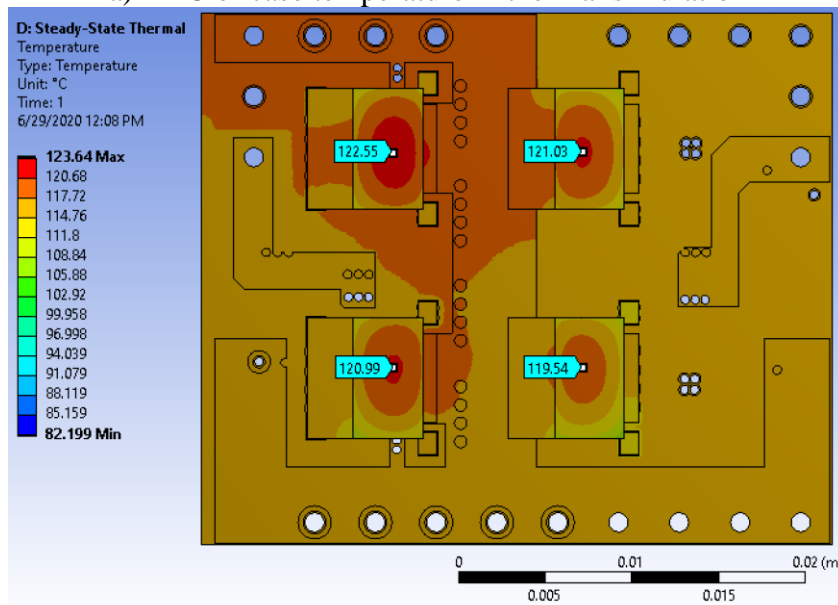 D: Steady-State Thermal
Temperature
Type: Temperature
Unit: °C
Time: 1
6/29/2020 12:08 PM
123.64 Max
120.68
117.72
114.76
111.8
108.84
105.88
102.92
99.958
96.998
94.039
91.079
88.119
85.159
82.199 Min
122.55
121.03
120.99
119.54
0
0.01
0.02 (m
0.005
0.015